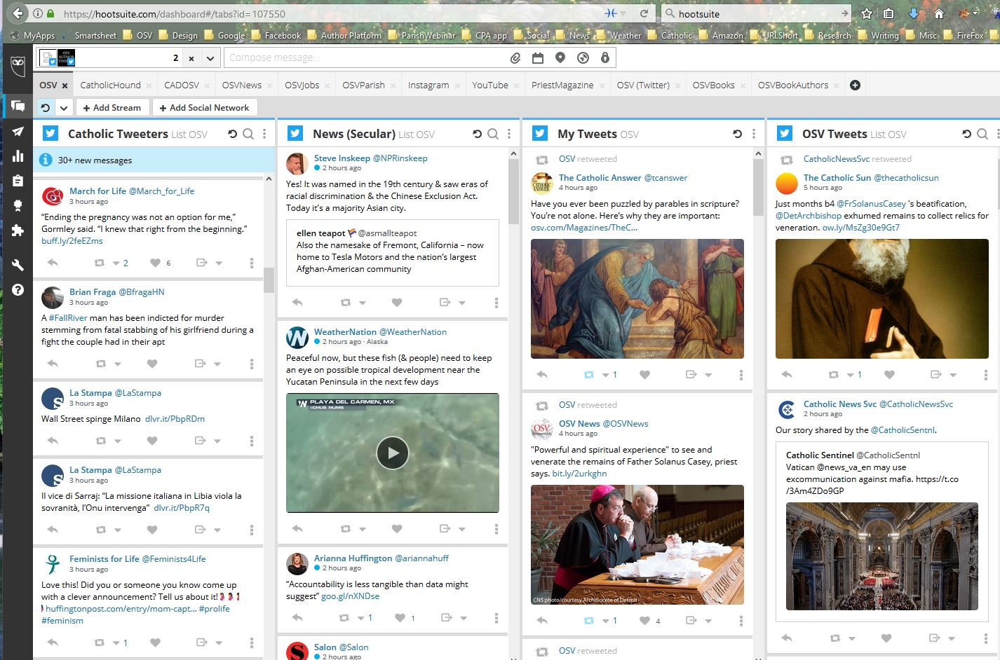 https://hootsuite.com/dashboard#/tabs?id=107550
hootsuite
MyApps
Smartsheet
OSV
Design
Google
Facebook
Author Platform
ParishWebinar
CPA app
Social
News
Weather
Catholic
Amazon
URLShort
Research
Writing
Misc
FireFox
2
Compose message...
OSV
CatholicHound
CADOSV
OSVNews
OSVJobs
OSVParish
Instagram
YouTube
PriestMagazine
OSV (Twitter)
OSVBooks
OSVBookAuthors
+ Add Stream
+ Add Social Network
Catholic Tweeters List OSV
30+ new messages
March for Life @March_for_Life
3 hours ago
“Ending the pregnancy was not an option for me,”
Gormley said. “I knew that right from the beginning.”
buff.ly/2feEZms
2
6
Brian Fraga @BfragaHN
3 hours ago
A #FallRiver man has been indicted for murder
stemming from fatal stabbing of his girlfriend during a
fight the couple had in their apt
La Stampa @LaStampa
3 hours ago
Wall Street spinge Milano dlvr.it/PbpRDm
La Stampa @LaStampa
3 hours ago
Il vice di Sarraj: “La missione italiana in Libia viola la
sovranità, l’Onu intervenga” dlvr.it/PbpR7q
Feminists for Life @Feminists4Life
3 hours ago
Love this! Did you or someone you know come up
with a clever announcement? Tell us about it!
huffingtonpost.com/entry/mom-capt... #prolife
#feminism
1
News (Secular) List OSV
Steve Inskeep @NPRinskeep
2 hours ago
Yes! It was named in the 19th century & saw eras of
racial discrimination & the Chinese Exclusion Act.
Today it's a majority Asian city.
ellen teapot @asmallteapot
Also the namesake of Fremont, California – now
home to Tesla Motors and the nation’s largest
Afghan-American community
WeatherNation @WeatherNation
2 hours ago · Alaska
Peaceful now, but these fish (& people) need to keep
an eye on possible tropical development near the
Yucatan Peninsula in the next few days
PLAYA DEL CARMEN, MX
Arianna Huffington @ariannahuff
2 hours ago
“Accountability is less tangible than data might
suggest” goo.gl/nXNDse
1
1
Salon @Salon
2 hours ago
My Tweets OSV
OSV retweeted
The Catholic Answer @tcanswer
4 hours ago
Have you ever been puzzled by parables in scripture?
You’re not alone. Here’s why they are important:
osv.com/Magazines/TheC...
1
OSV retweeted
OSV News @OSVNews
4 hours ago
"Powerful and spiritual experience" to see and
venerate the remains of Father Solanus Casey, priest
says. bit.ly/2urkghn
CNS photo/courtesy Archdiocese of Detroit
1
4
OSV retweeted
OSV Tweets List OSV
CatholicNewsSvc retweeted
The Catholic Sun @thecatholicsun
5 hours ago
Just months b4 @FrSolanusCasey 's beatification,
@DetArchbishop exhumed remains to collect relics for
veneration. ow.ly/MsZg30e9Gt7
1
Catholic News Svc @CatholicNewsSvc
2 hours ago
Our story shared by the @CatholicSentnl.
Catholic Sentinel @CatholicSentnl
Vatican @news_va_en may use
excommunication against mafia. https://t.co
/3Am4ZDo9GP